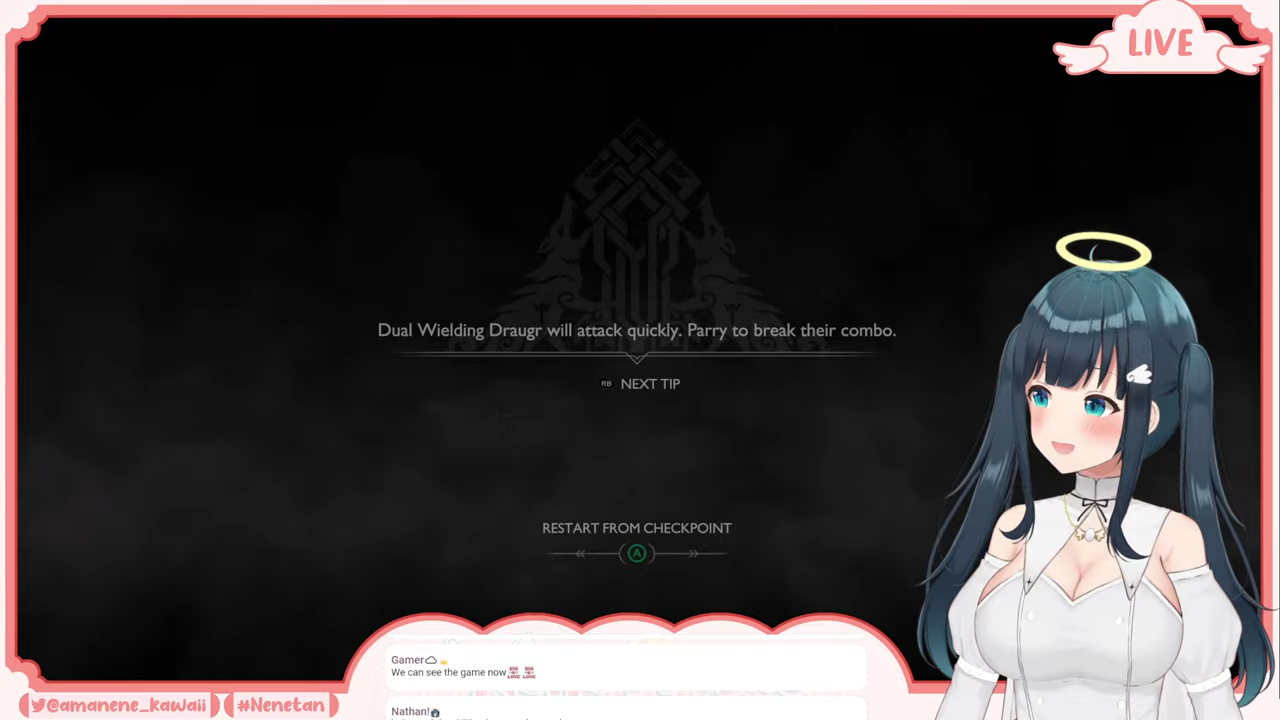 LIVE
Dual Wielding Draugr will attack quickly. Parry to break their combo.
RB NEXT TIP
RESTART FROM CHECKPOINT
A
Gamer
We can see the game now
Nathan!
@amanene_kawaii
#Nenetan